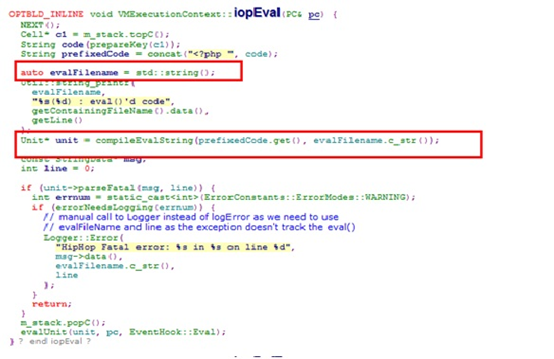 OPTBLD_INLINE void VMExecutionContext::iopEval(PC& pc) {
NEXT();
Cell* c1 = m_stack.topC();
String code(prepareKey(c1));
String prefixedCode = concat("<?php ", code);
auto evalFilename = std::string();
Util::string_printf(
evalFilename,
"%s(%d) : eval()'d code",
getContainingFileName().data(),
getLine()
);
Unit* unit = compileEvalString(prefixedCode.get(), evalFilename.c_str());
const StringData* msg;
int line = 0;
if (unit->parseFatal(msg, line)) {
int errnum = static_cast<int>(ErrorConstants::ErrorModes::WARNING);
if (errorNeedsLogging(errnum)) {
// manual call to Logger instead of logError as we need to use
// evalFileName and line as the exception doesn't track the eval()
Logger::Error(
"HipHop Fatal error: %s in %s on line %d",
msg->data(),
evalFilename.c_str(),
line
);
}
return;
}
m_stack.popC();
evalUnit(unit, pc, EventHook::Eval);
} ? end iopEval ?